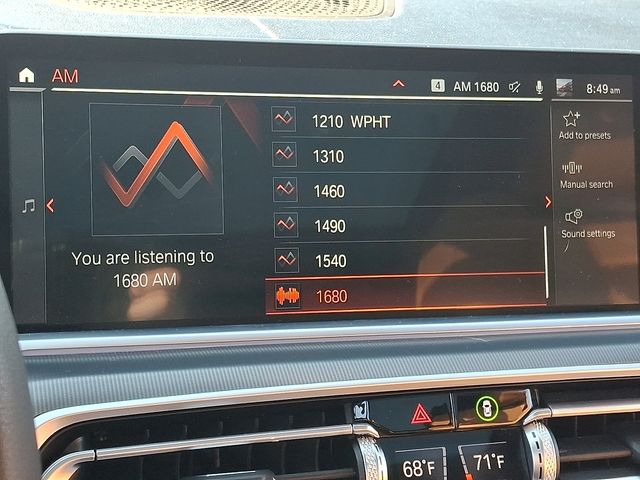 AM
4 AM 1680
8:49 am
1210 WPHT
1310
1460
1490
1540
1680
You are listening to
1680 AM
Add to presets
Manual search
Sound settings
68°F
71°F